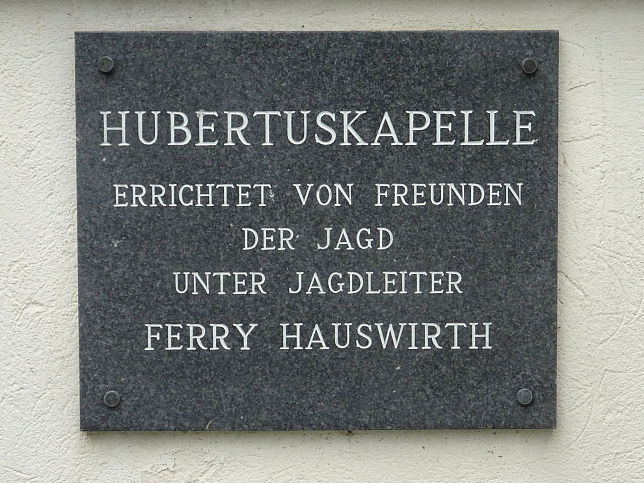 HUBERTUSKAPELLE
ERRICHTET VON FREUNDEN
DER JAGD
UNTER JAGDLEITER
FERRY HAUSWIRTH